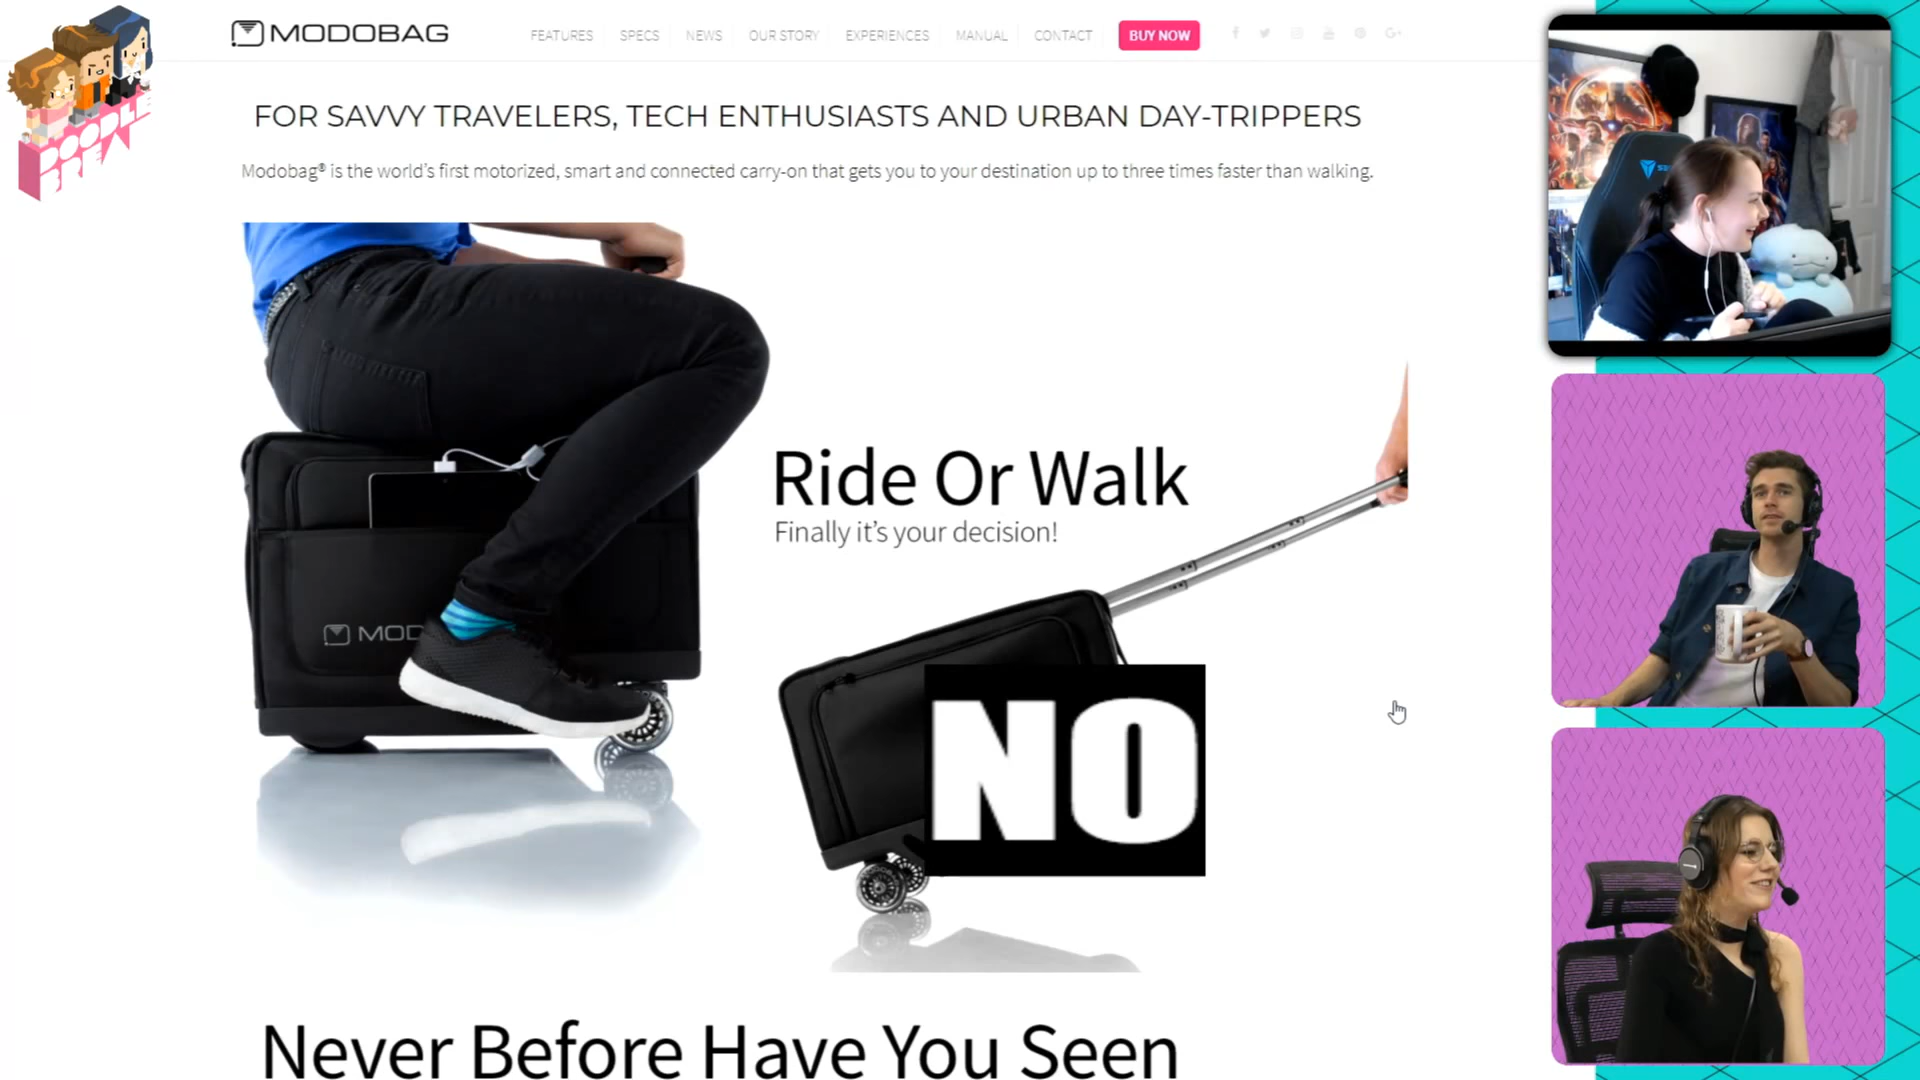 MODOBAG
FEATURES
SPECS
NEWS
OUR STORY
EXPERIENCES
MANUAL
CONTACT
BUY NOW
DOODLE
BREW
FOR SAVVY TRAVELERS, TECH ENTHUSIASTS AND URBAN DAY-TRIPPERS
Modobag® is the world's first motorized, smart and connected carry-on that gets you to your destination up to three times faster than walking.
Ride Or Walk
Finally it's your decision!
MOD
NO
Never Before Have You Seen